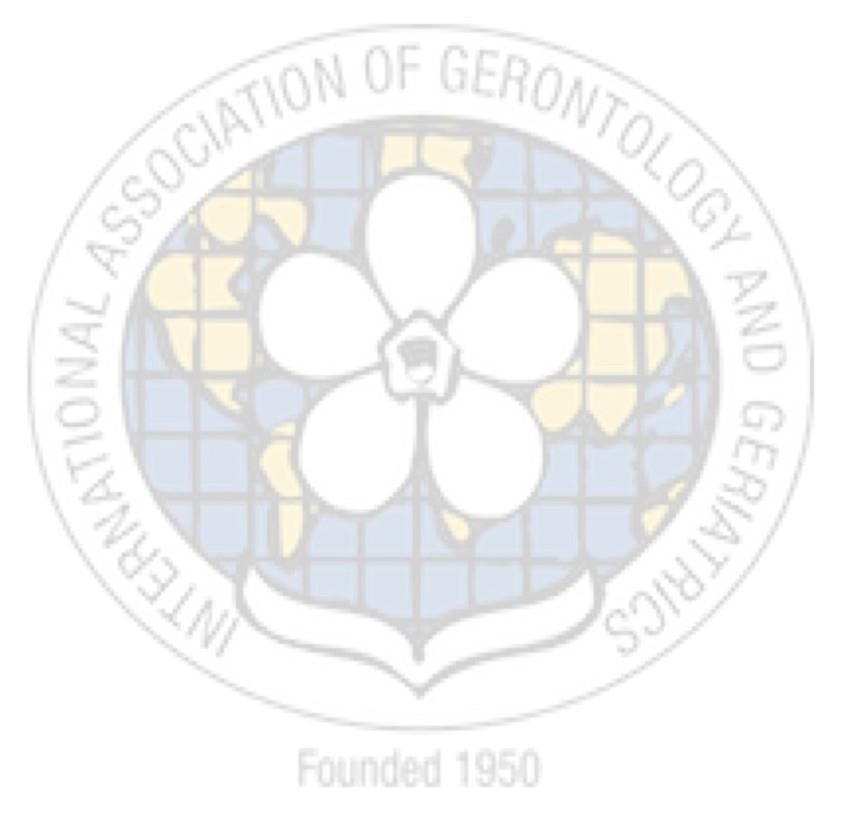 INTERNATIONAL ASSOCIATION OF GERONTOLOGY AND GERIATRICS
Founded 1950